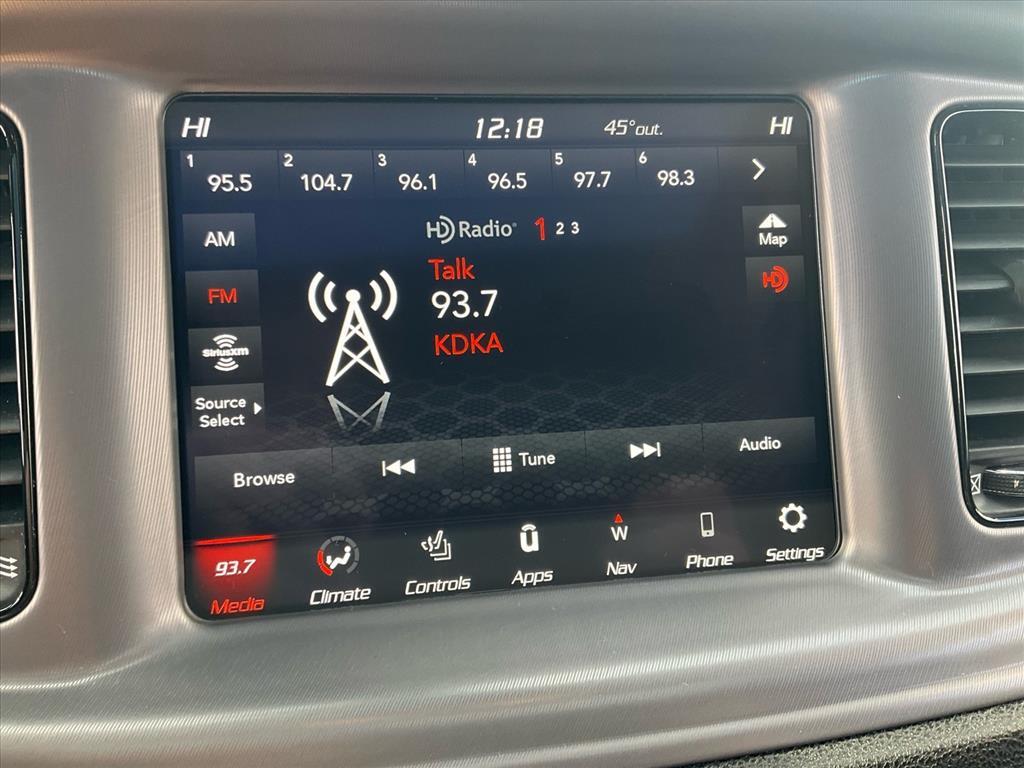 HI 12:18 45°out. HI
1 95.5 2 104.7 3 96.1 4 96.5 5 97.7 6 98.3
HD Radio® 1 2 3
AM
Map
FM
HD
Talk
93.7
KDKA
SiriusXM
Source
Select
Browse Tune Audio
93.7 W
Media Climate Controls Apps Nav Phone Settings